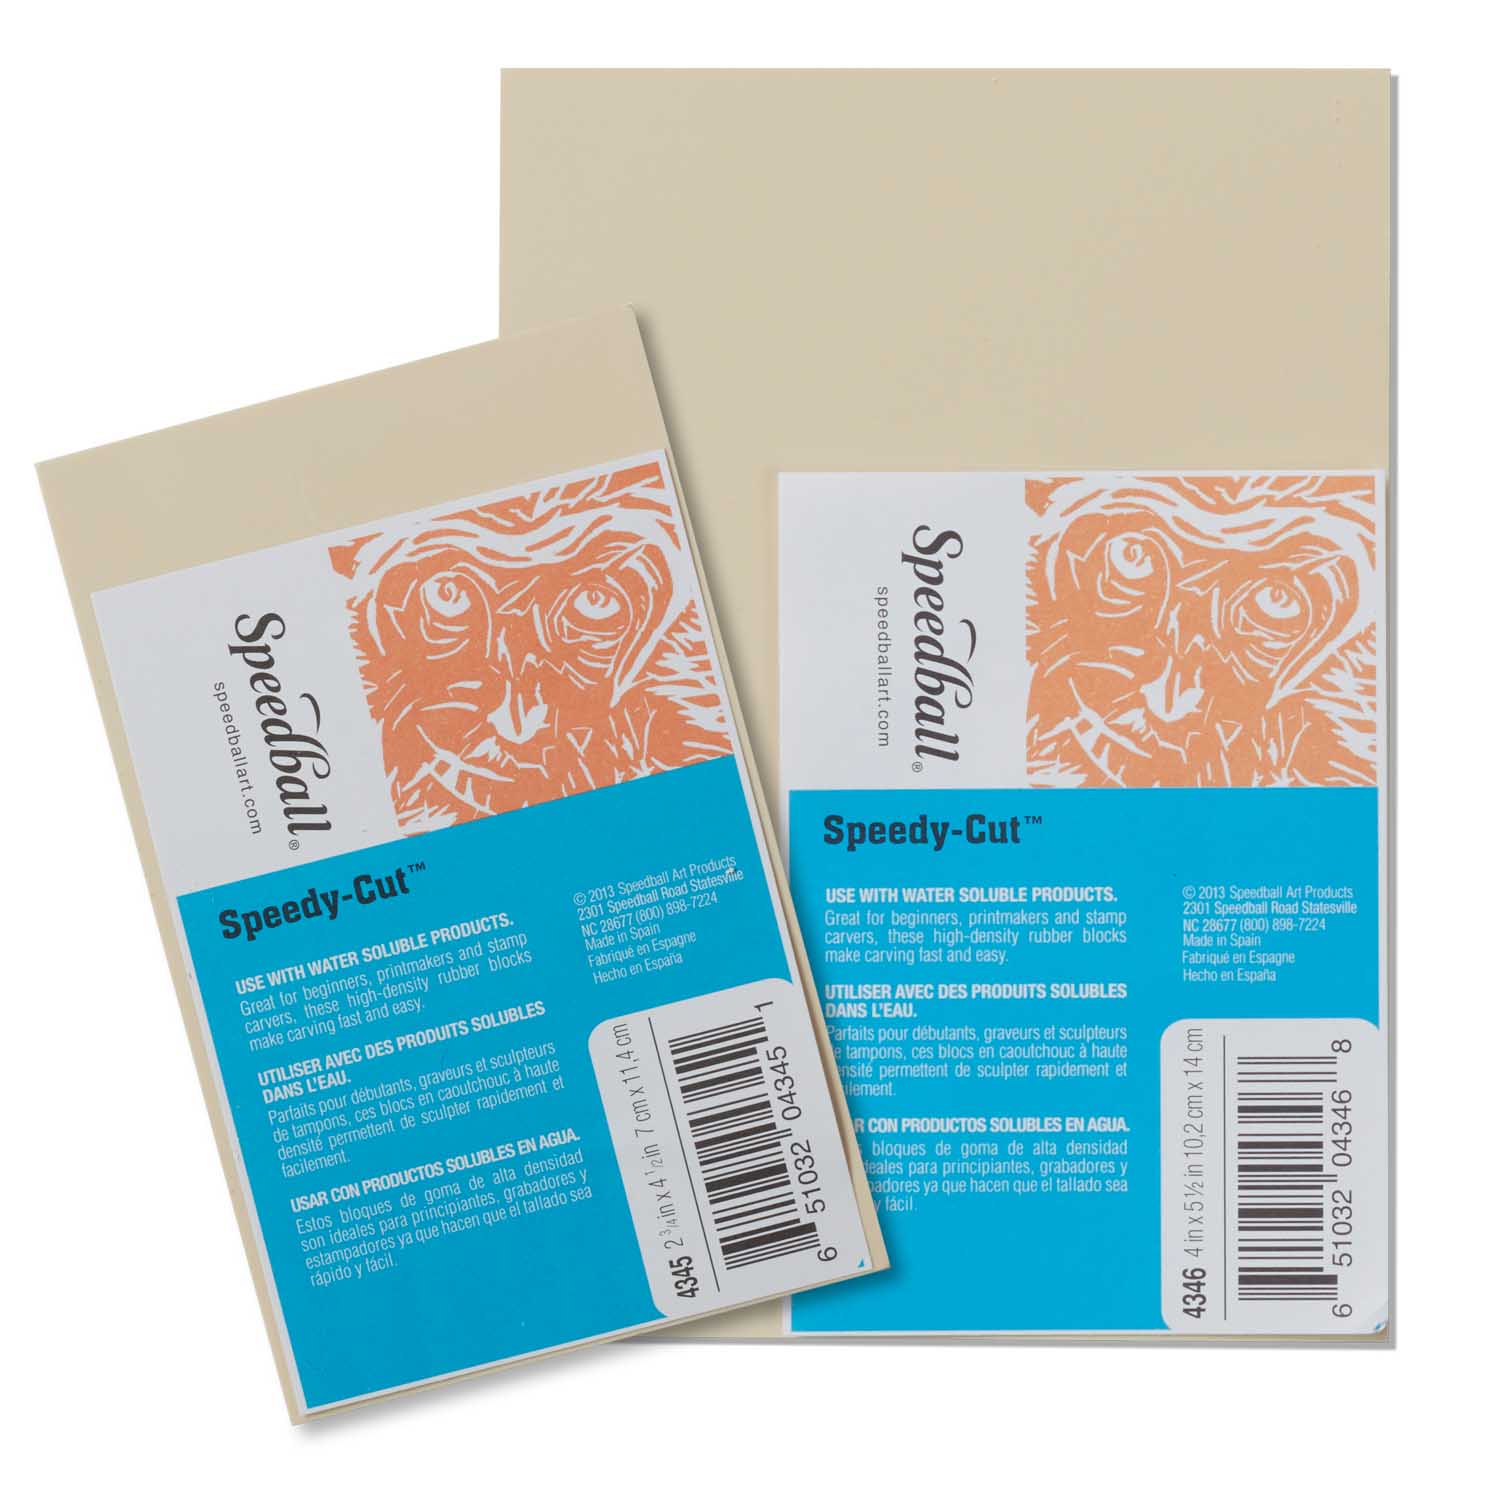 Speedball®
speedballart.com
Speedy-Cut™
USE WITH WATER SOLUBLE PRODUCTS.
Great for beginners, printmakers and stamp
carvers, these high-density rubber blocks
make carving fast and easy.
UTILISER AVEC DES PRODUITS SOLUBLES
DANS L'EAU.
Parfaits pour débutants, graveurs et sculpteurs
de tampons, ces blocs en caoutchouc à haute
densité permettent de sculpter rapidement et
facilement.
USAR CON PRODUCTOS SOLUBLES EN AGUA.
Estos bloques de goma de alta densidad
son ideales para principiantes, grabadores y
estampadores ya que hacen que el tallado sea
rápido y fácil.
© 2013 Speedball Art Products
2301 Speedball Road Statesville
NC 28677 (800) 898-7224
Made in Spain
Fabriqué en Espagne
Hecho en España
4345 2 3/4 in x 4 1/2 in 7 cm x 11,4 cm
6 51032 04345 1
Speedball®
speedballart.com
Speedy-Cut™
USE WITH WATER SOLUBLE PRODUCTS.
Great for beginners, printmakers and stamp
carvers, these high-density rubber blocks
make carving fast and easy.
UTILISER AVEC DES PRODUITS SOLUBLES
DANS L'EAU.
Parfaits pour débutants, graveurs et sculpteurs
e tampons, ces blocs en caoutchouc à haute
ensité permettent de sculpter rapidement et
ilement.
R CON PRODUCTOS SOLUBLES EN AGUA.
bloques de goma de alta densidad
deales para principiantes, grabadores y
padores ya que hacen que el tallado sea
y fácil.
© 2013 Speedball Art Products
2301 Speedball Road Statesville
NC 28677 (800) 898-7224
Made in Spain
Fabriqué en Espagne
Hecho en España
4346 4 in x 5 1/2 in 10,2 cm x 14 cm
6 51032 04346 8